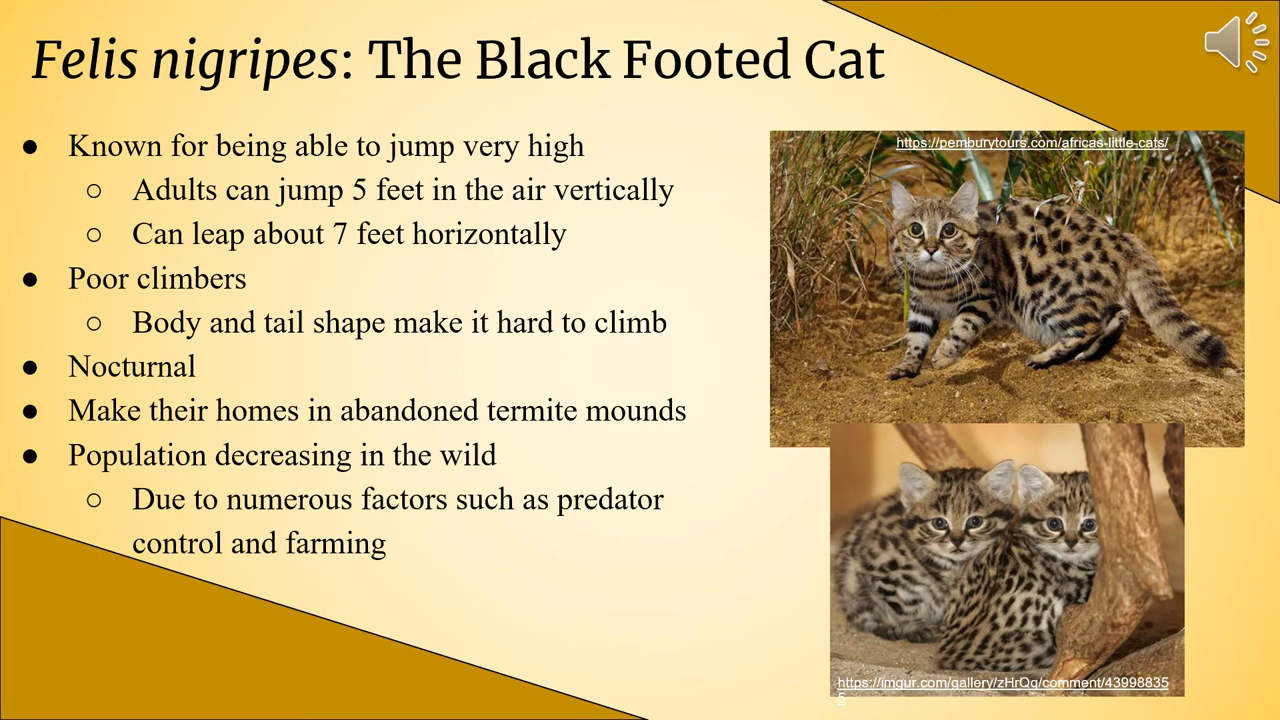 Felis nigripes: The Black Footed Cat
● Known for being able to jump very high
○ Adults can jump 5 feet in the air vertically
○ Can leap about 7 feet horizontally
● Poor climbers
○ Body and tail shape make it hard to climb
● Nocturnal
● Make their homes in abandoned termite mounds
● Population decreasing in the wild
○ Due to numerous factors such as predator
control and farming
https://pemburytours.com/africas-little-cats/
https://imgur.com/gallery/zHrQq/comment/43998835